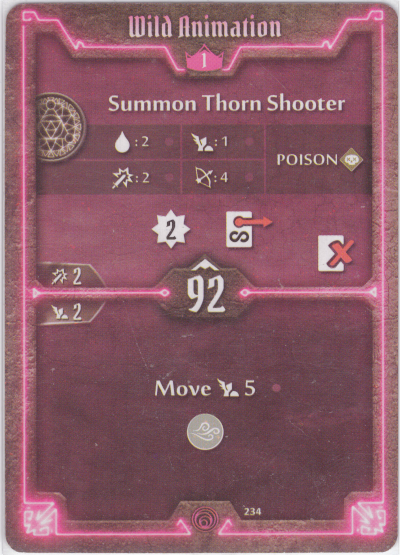 Wild Animation
1
Summon Thorn Shooter
:2 :1
POISON
:2 :4
2
S
2
92
2
Move 5
234